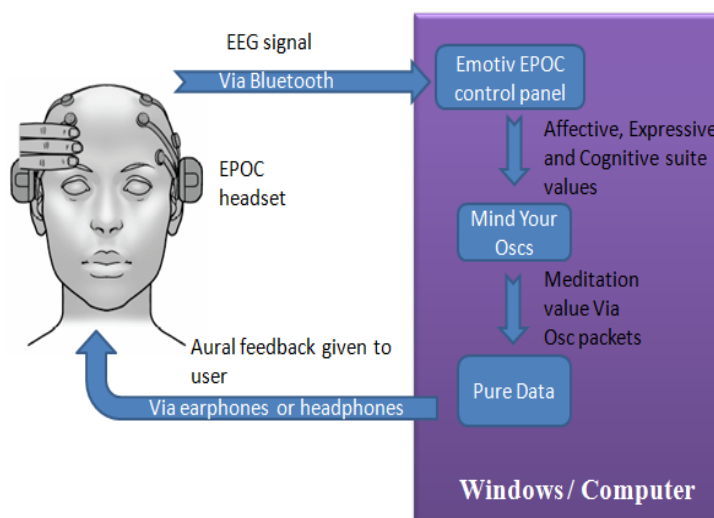 EEG signal
Via Bluetooth
Emotiv EPOC
control panel
Affective, Expressive
and Cognitive suite
values
EPOC
headset
Mind Your
Oscs
Meditation
value Via
Osc packets
Aural feedback given to
user
Via earphones or headphones
Pure Data
Windows / Computer